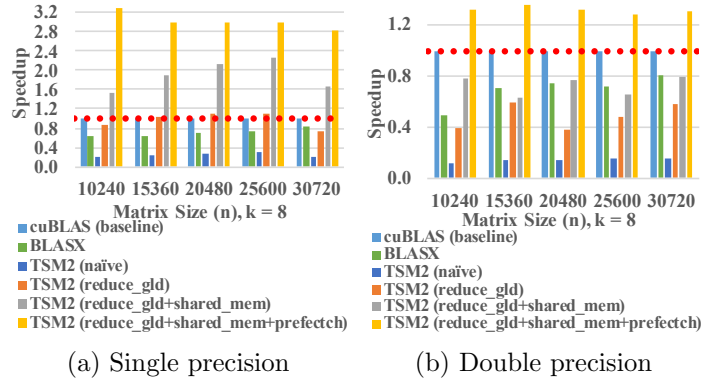 3.2
2.8
2.4
2.0
1.6
1.2
0.8
0.4
0.0
Speedup
10240 15360 20480 25600 30720
Matrix Size (n), k = 8
cuBLAS (baseline)
BLASX
TSM2 (naïve)
TSM2 (reduce_gld)
TSM2 (reduce_gld+shared_mem)
TSM2 (reduce_gld+shared_mem+prefectch)
(a) Single precision
1.2
0.8
0.4
0.0
Speedup
10240 15360 20480 25600 30720
Matrix Size (n), k = 8
cuBLAS (baseline)
BLASX
TSM2 (naïve)
TSM2 (reduce_gld)
TSM2 (reduce_gld+shared_mem)
TSM2 (reduce_gld+shared_mem+prefectch)
(b) Double precision